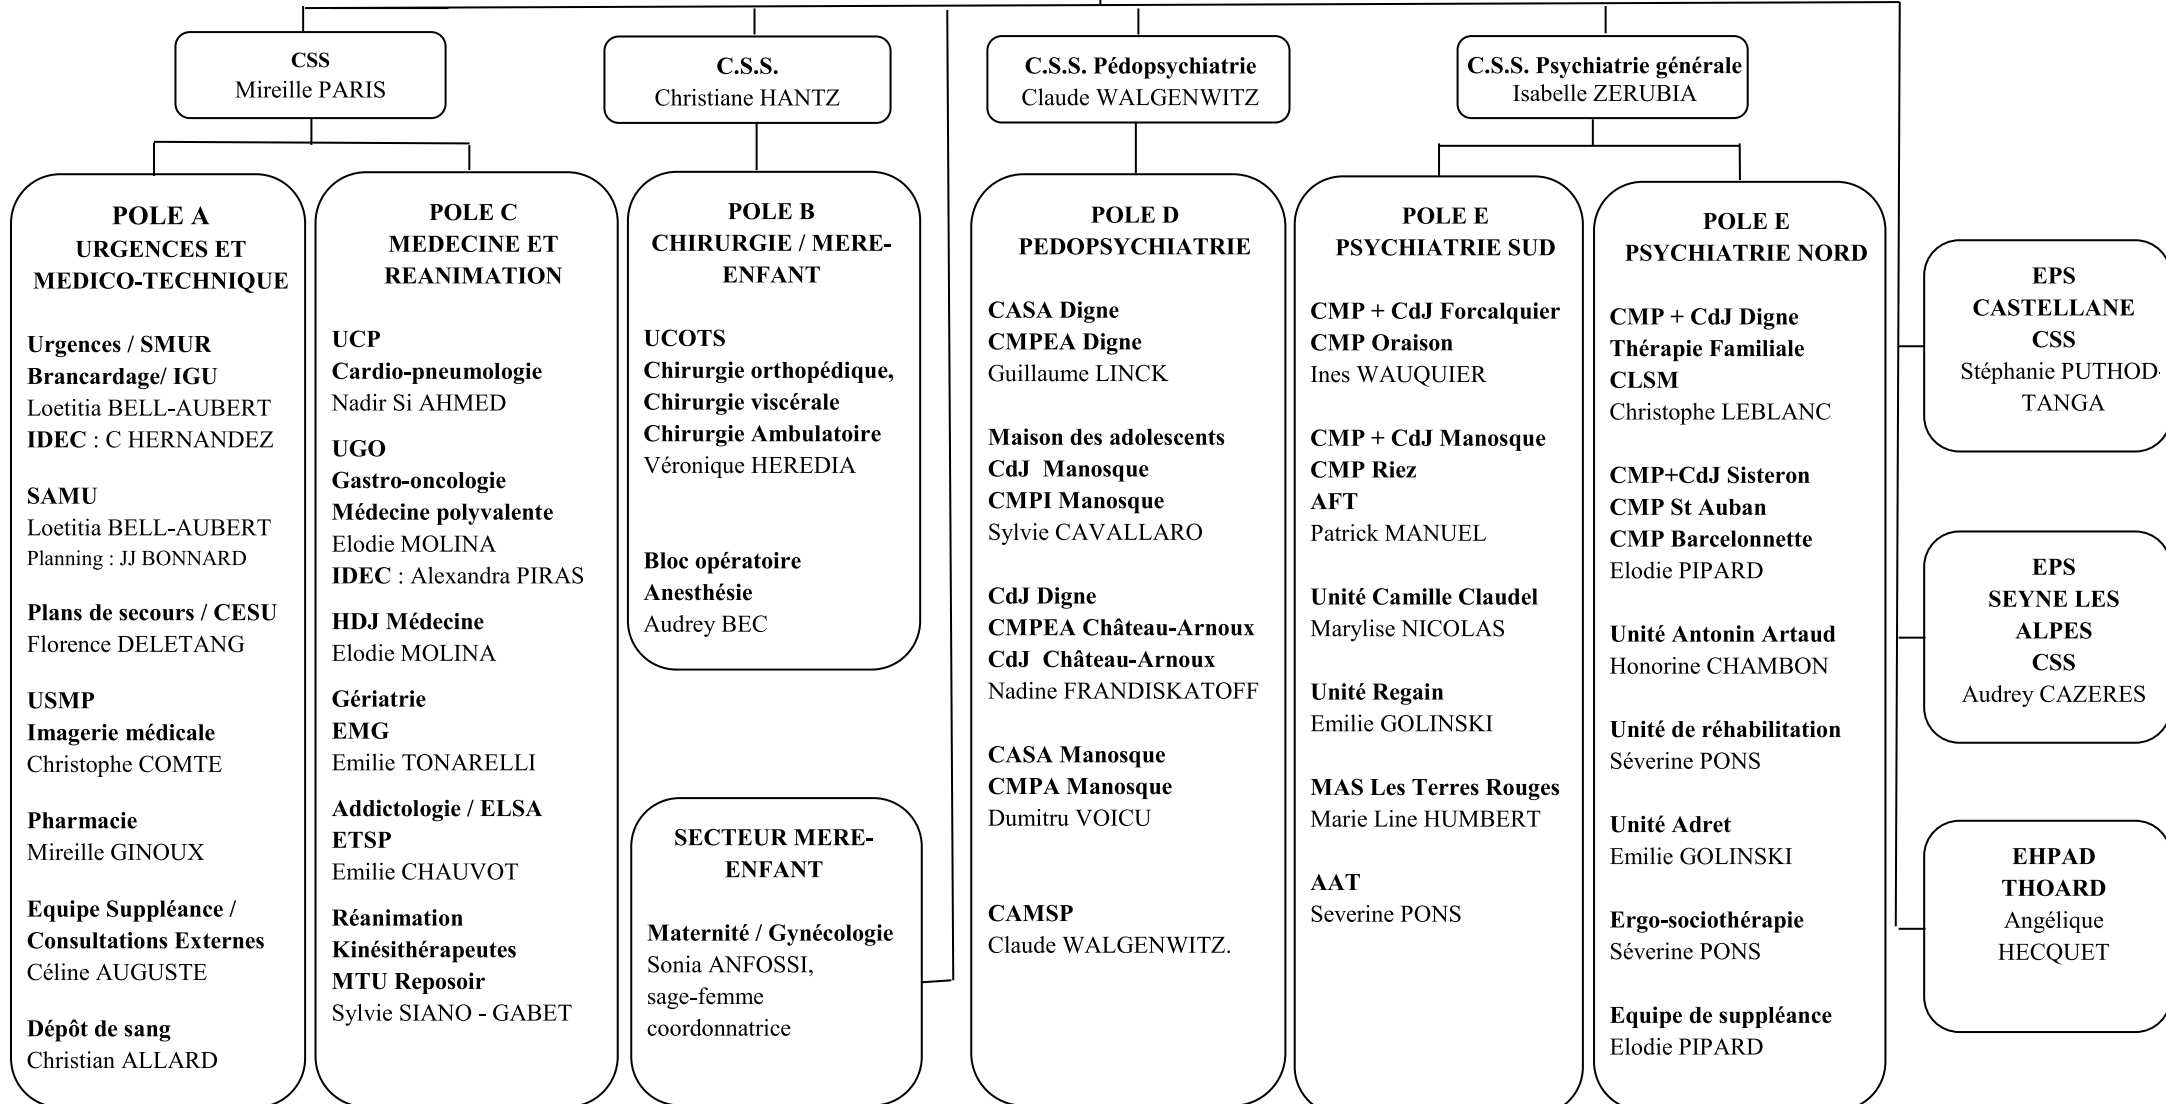 CSS
Mireille PARIS
C.S.S.
Christiane HANTZ
C.S.S. Pédopsychiatrie
Claude WALGENWITZ
C.S.S. Psychiatrie générale
Isabelle ZERUBIA
POLE A
URGENCES ET
MEDICO-TECHNIQUE
Urgences / SMUR
Brancardage/ IGU
Loetitia BELL-AUBERT
IDEC : C HERNANDEZ
SAMU
Loetitia BELL-AUBERT
Planning : JJ BONNARD
Plans de secours / CESU
Florence DELETANG
USMP
Imagerie médicale
Christophe COMTE
Pharmacie
Mireille GINOUX
Equipe Suppléance /
Consultations Externes
Céline AUGUSTE
Dépôt de sang
Christian ALLARD
POLE C
MEDECINE ET
REANIMATION
UCP
Cardio-pneumologie
Nadir Si AHMED
UGO
Gastro-oncologie
Médecine polyvalente
Elodie MOLINA
IDEC : Alexandra PIRAS
HDJ Médecine
Elodie MOLINA
Gériatrie
EMG
Emilie TONARELLI
Addictologie / ELSA
ETSP
Emilie CHAUVOT
Réanimation
Kinésithérapeutes
MTU Reposoir
Sylvie SIANO - GABET
POLE B
CHIRURGIE / MERE-
ENFANT
UCOTS
Chirurgie orthopédique,
Chirurgie viscérale
Chirurgie Ambulatoire
Véronique HEREDIA
Bloc opératoire
Anesthésie
Audrey BEC
SECTEUR MERE-
ENFANT
Maternité / Gynécologie
Sonia ANFOSSI,
sage-femme
coordonnatrice
POLE D
PEDOPSYCHIATRIE
CASA Digne
CMPEA Digne
Guillaume LINCK
Maison des adolescents
CdJ Manosque
CMPI Manosque
Sylvie CAVALLARO
CdJ Digne
CMPEA Château-Arnoux
CdJ Château-Arnoux
Nadine FRANDISKATOFF
CASA Manosque
CMPA Manosque
Dumitru VOICU
CAMSP
Claude WALGENWITZ.
POLE E
PSYCHIATRIE SUD
CMP + CdJ Forcalquier
CMP Oraison
Ines WAUQUIER
CMP + CdJ Manosque
CMP Riez
AFT
Patrick MANUEL
Unité Camille Claudel
Marylise NICOLAS
Unité Regain
Emilie GOLINSKI
MAS Les Terres Rouges
Marie Line HUMBERT
AAT
Severine PONS
POLE E
PSYCHIATRIE NORD
CMP + CdJ Digne
Thérapie Familiale
CLSM
Christophe LEBLANC
CMP+CdJ Sisteron
CMP St Auban
CMP Barcelonnette
Elodie PIPARD
Unité Antonin Artaud
Honorine CHAMBON
Unité de réhabilitation
Séverine PONS
Unité Adret
Emilie GOLINSKI
Ergo-sociothérapie
Séverine PONS
Equipe de suppléance
Elodie PIPARD
EPS
CASTELLANE
CSS
Stéphanie PUTHOD-
TANGA
EPS
SEYNE LES
ALPES
CSS
Audrey CAZERES
EHPAD
THOARD
Angélique
HECQUET